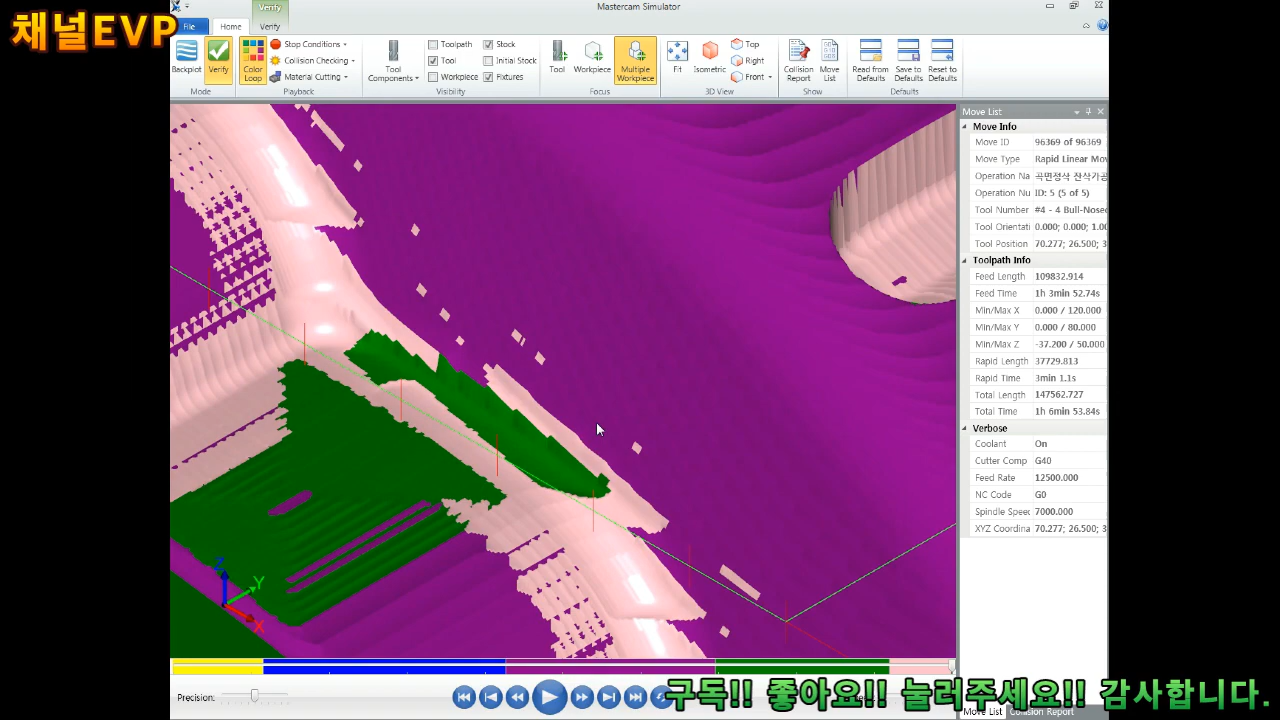 채널EVP
Verify
Mastercam Simulator
File
Home
Verify
Backplot
Verify
Mode
Color Loop
Stop Conditions
Collision Checking
Material Cutting
Playback
Tool Components
Toolpath
Tool
Workpiece
Stock
Initial Stock
Fixtures
Visibility
Tool
Workpiece
Multiple Workpiece
Focus
Fit
Isometric
Top
Right
Front
3D View
Collision Report
Move List
Show
Read from Defaults
Save to Defaults
Reset to Defaults
Defaults
Move List
Move Info
Move ID 96369 of 96369
Move Type Rapid Linear Mov
Operation Na 곡면정삭 잔삭가공
Operation Nu ID: 5 (5 of 5)
Tool Number #4 - 4 Bull-Nosed
Tool Orientati 0.000; 0.000; 1.00
Tool Position 70.277; 26.500; 3
Toolpath Info
Feed Length 109832.914
Feed Time 1h 3min 52.74s
Min/Max X 0.000 / 120.000
Min/Max Y 0.000 / 80.000
Min/Max Z -37.200 / 50.000
Rapid Length 37729.813
Rapid Time 3min 1.1s
Total Length 147562.727
Total Time 1h 6min 53.84s
Verbose
Coolant On
Cutter Comp G40
Feed Rate 12500.000
NC Code G0
Spindle Speed 7000.000
XYZ Coordina 70.277; 26.500; 3
Z
Y
X
Precision:
구독!! 좋아요!! 눌러주세요!! 감사합니다.
Move List
Collision Report